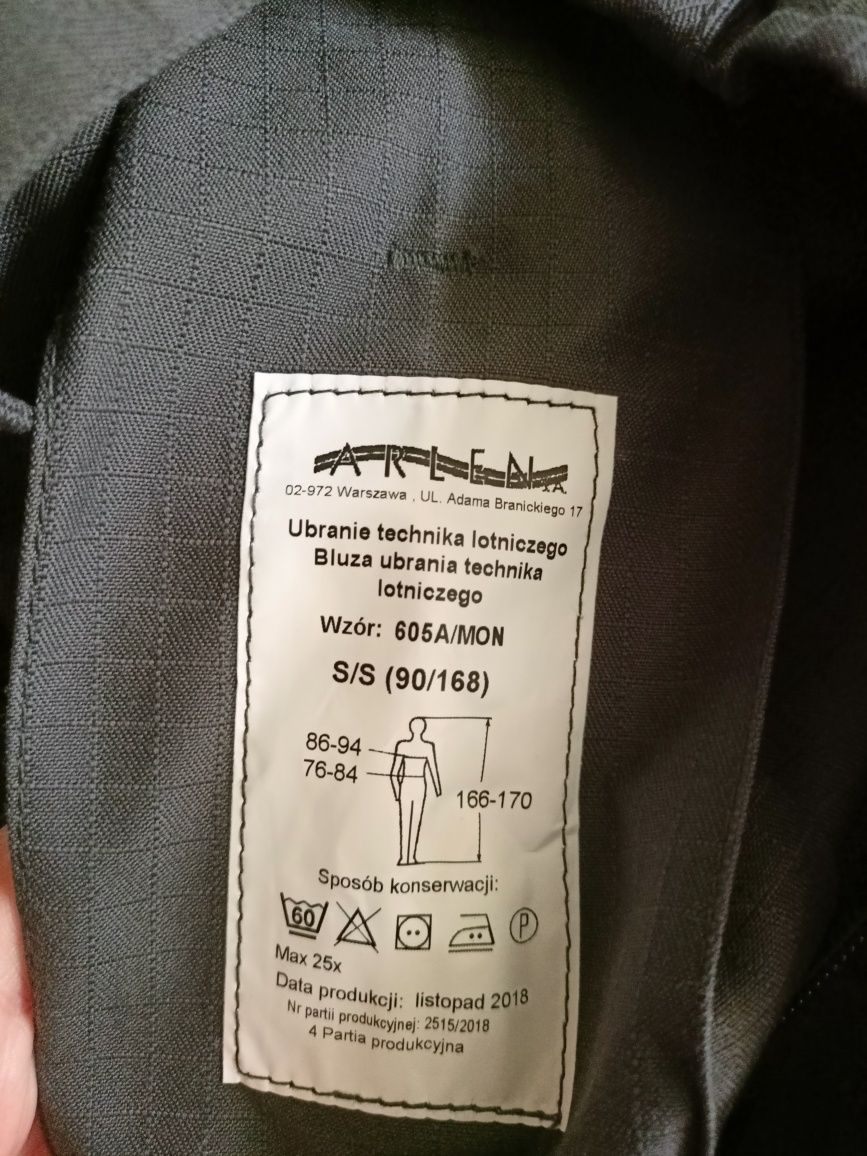 ARLEN S.A.
02-972 Warszawa , UL. Adama Branickiego 17
Ubranie technika lotniczego
Bluza ubrania technika
lotniczego
Wzór: 605A/MON
S/S (90/168)
86-94
76-84
166-170
Sposób konserwacji:
60 P
Max 25x
Data produkcji: listopad 2018
Nr partii produkcyjnej: 2515/2018
4 Partia produkcyjna